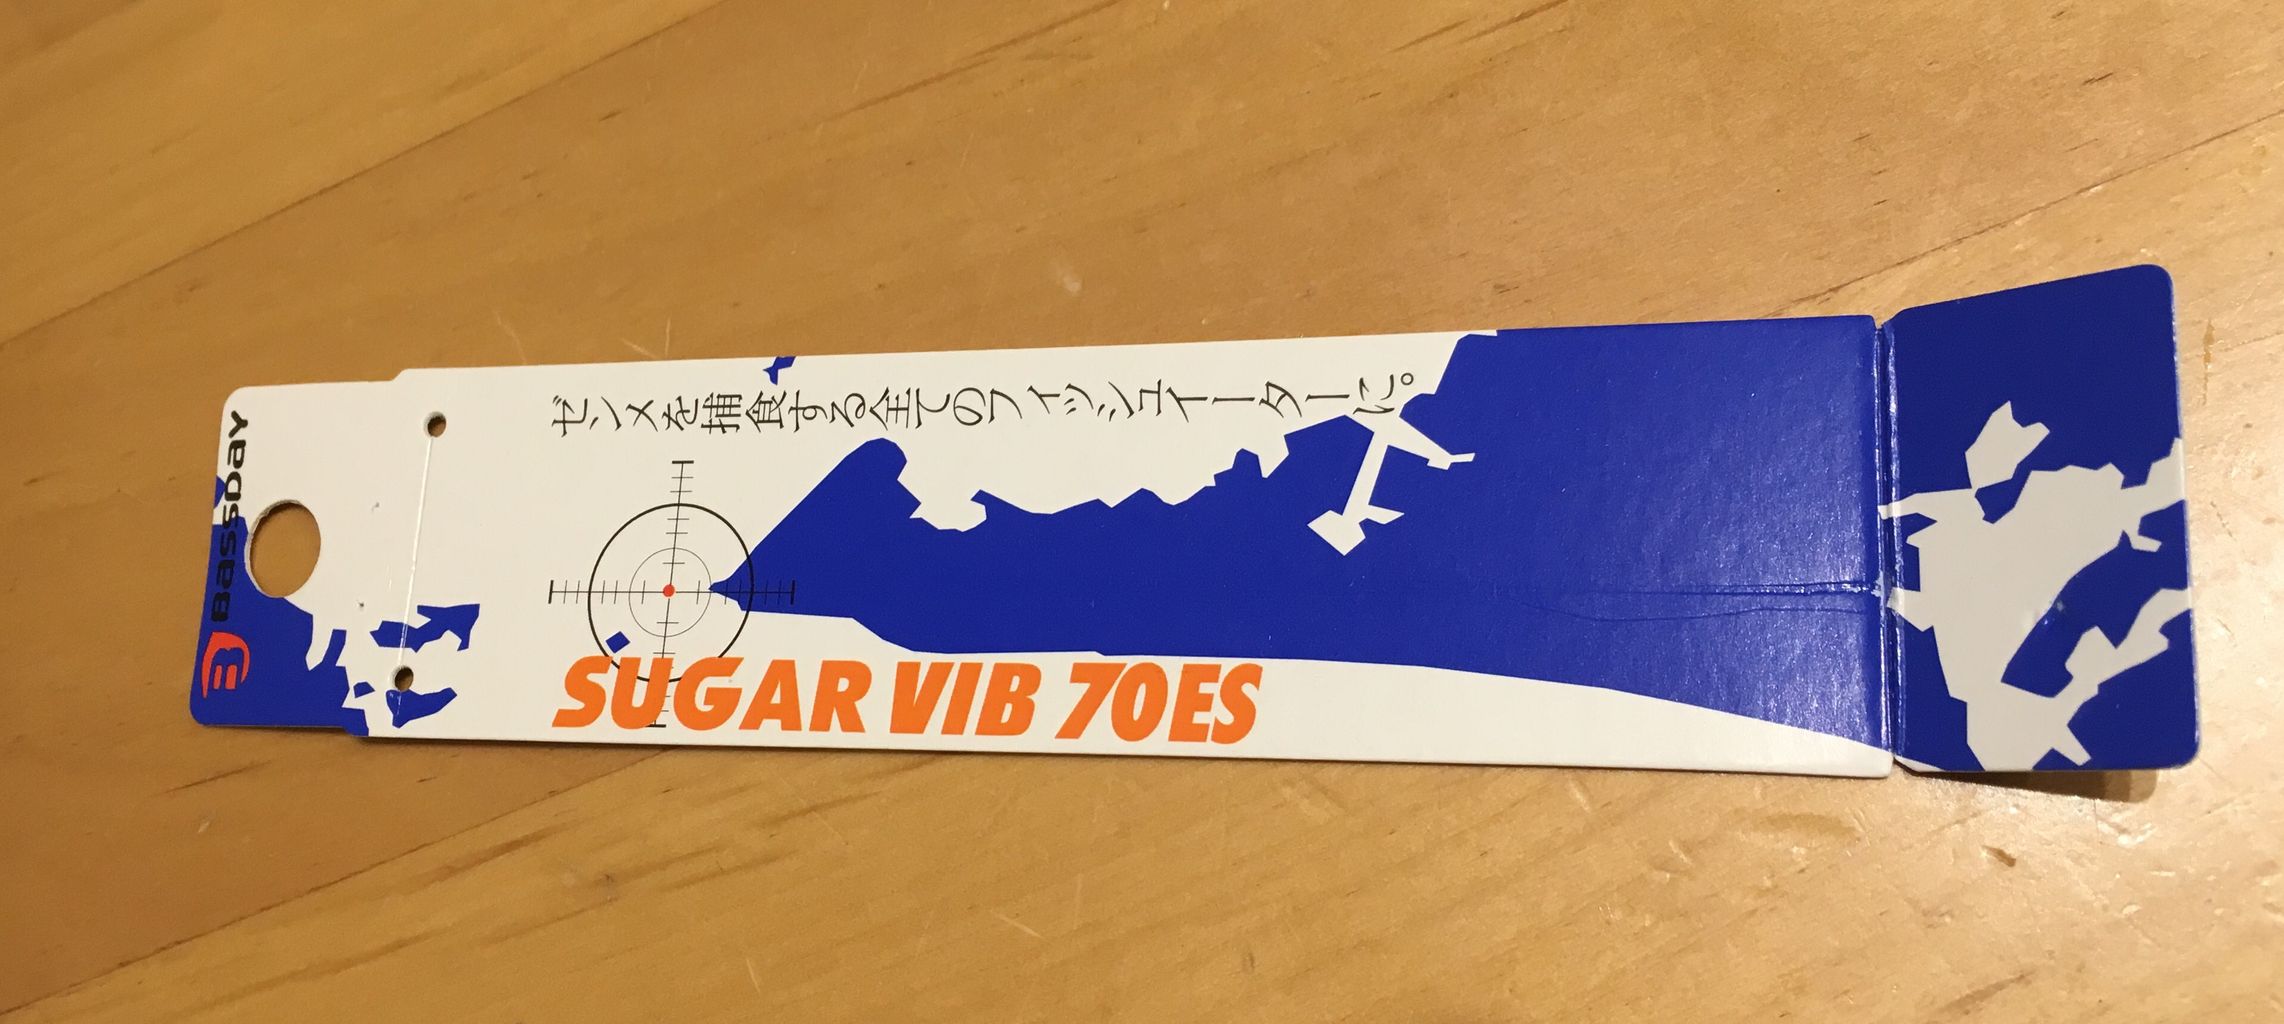 BassDay
ゼンメを捕食する全てのフィッシュイーターに。
SUGAR VIB 70ES